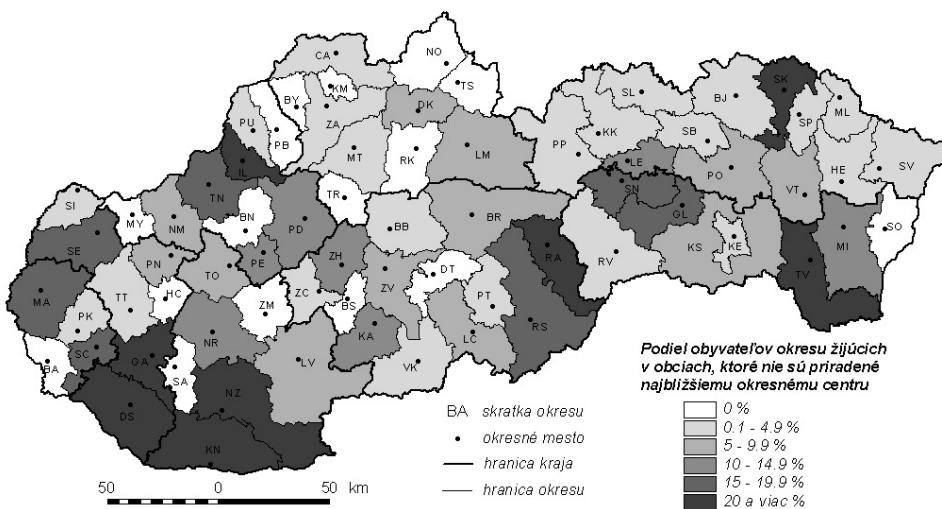 CA
NO
TS
KM
BY
DK
PU
ZA
PB
MT
RK
LM
IL
TN
TR
BN
PD
SI
MY
NM
SE
PN
TO
PE
MA
TT
HC
PK
ZM
NR
SC
GA
BA
SA
DS
NZ
KN
LV
ZC
ZH
BS
ZV
KA
BB
BR
DT
PT
VK
LC
RS
RA
RV
SK
SL
BJ
SP
ML
KK
SB
PP
LE
PO
HE
SV
VT
SN
GL
KS
KE
MI
SO
TV
BA skratka okresu
okresné mesto
hranica kraja
hranica okresu
50 0 50 km
Podiel obyvateľov okresu žijúcich
v obciach, ktoré nie sú priradené
najbližšiemu okresnému centru
0 %
0.1 - 4.9 %
5 - 9.9 %
10 - 14.9 %
15 - 19.9 %
20 a viac %